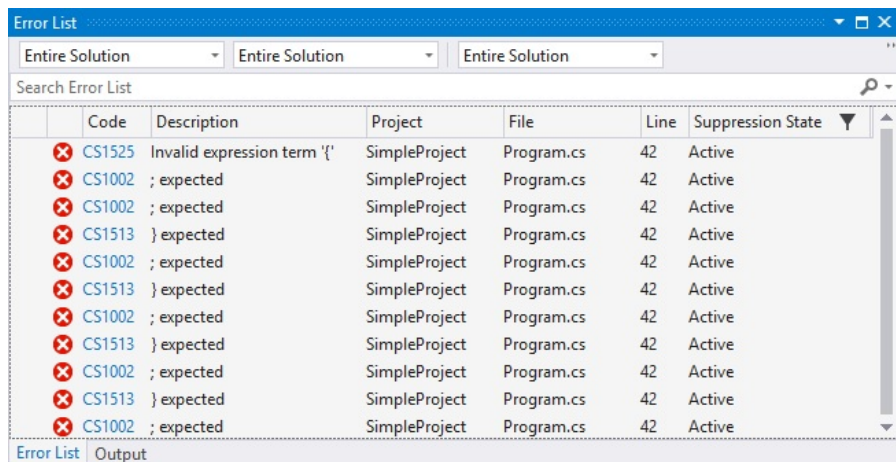 Error List
Entire Solution Entire Solution Entire Solution
Search Error List
Code Description Project File Line Suppression State
CS1525 Invalid expression term '{' SimpleProject Program.cs 42 Active
CS1002 ; expected SimpleProject Program.cs 42 Active
CS1002 ; expected SimpleProject Program.cs 42 Active
CS1513 } expected SimpleProject Program.cs 42 Active
CS1002 ; expected SimpleProject Program.cs 42 Active
CS1513 } expected SimpleProject Program.cs 42 Active
CS1002 ; expected SimpleProject Program.cs 42 Active
CS1513 } expected SimpleProject Program.cs 42 Active
CS1002 ; expected SimpleProject Program.cs 42 Active
CS1513 } expected SimpleProject Program.cs 42 Active
CS1002 ; expected SimpleProject Program.cs 42 Active
Error List Output